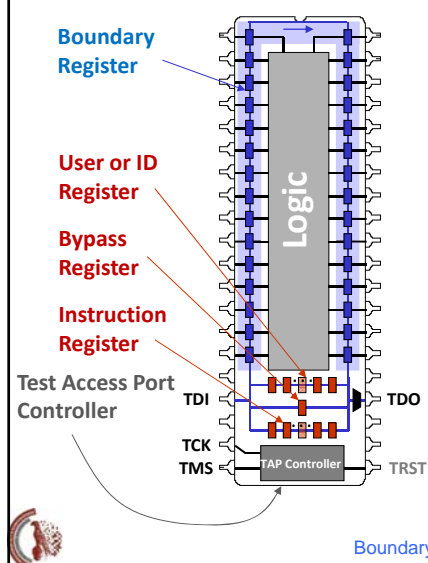 Boundary
Register
User or ID
Register
Bypass
Register
Instruction
Register
Test Access Port
Controller
Logic
TDI
TDO
TCK
TMS
TAP Controller
TRST
Boundary